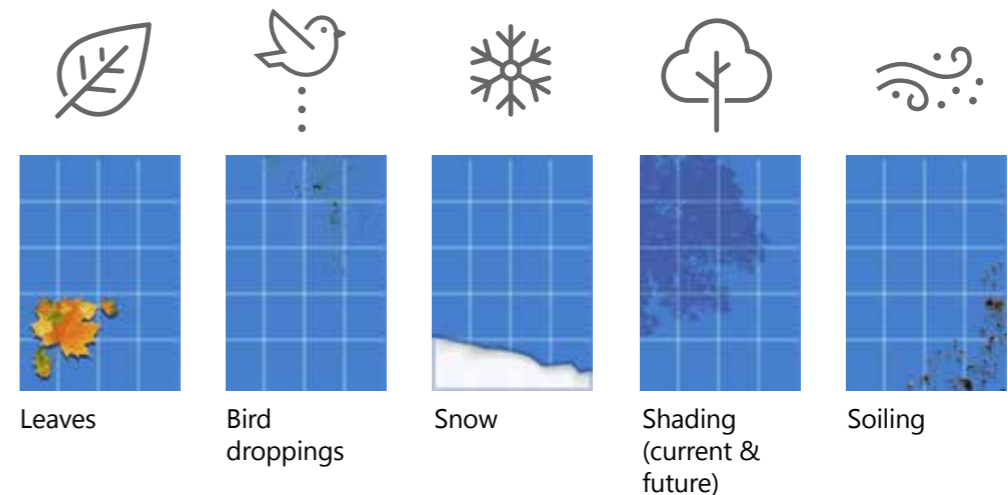 Leaves
Bird
droppings
Snow
Shading
(current &
future)
Soiling